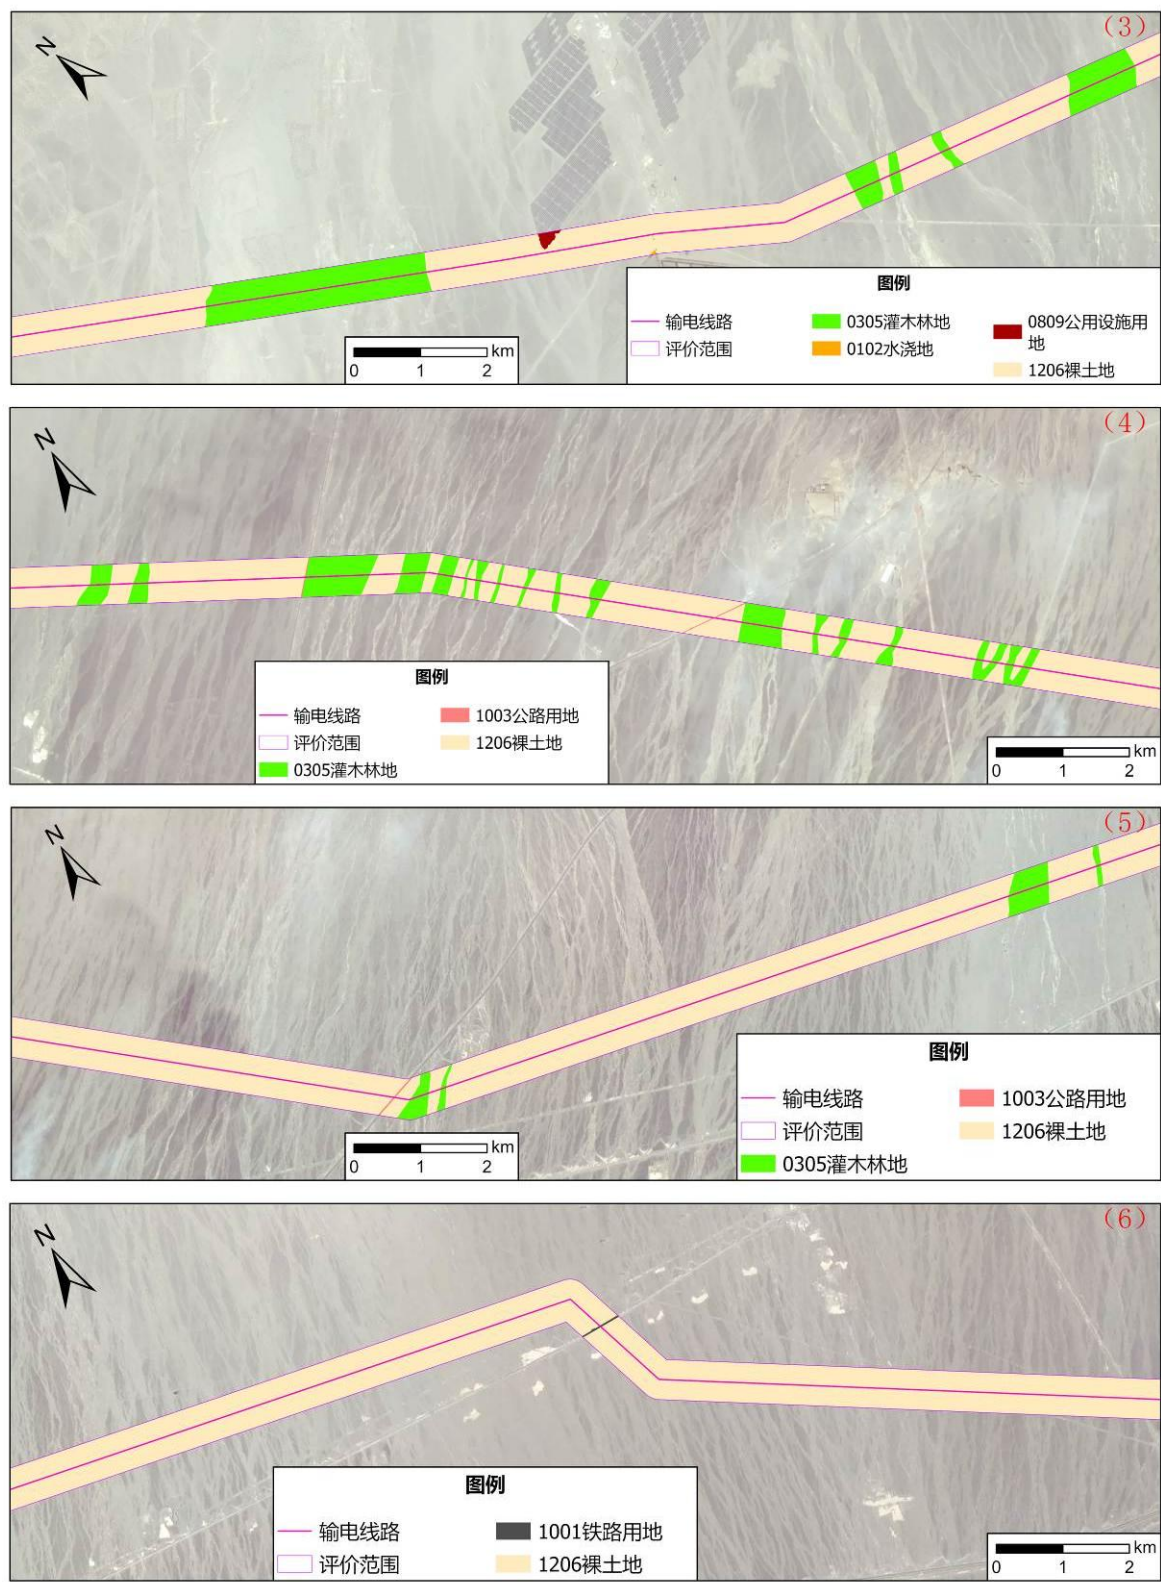 (3)
N
图例
输电线路
0305灌木林地
0809公用设施用
地
评价范围
0102水浇地
1206裸土地
km
0 1 2
(4)
N
图例
输电线路
1003公路用地
评价范围
1206裸土地
0305灌木林地
km
0 1 2
(5)
N
图例
输电线路
1003公路用地
评价范围
1206裸土地
0305灌木林地
km
0 1 2
(6)
N
图例
输电线路
1001铁路用地
评价范围
1206裸土地
km
0 1 2